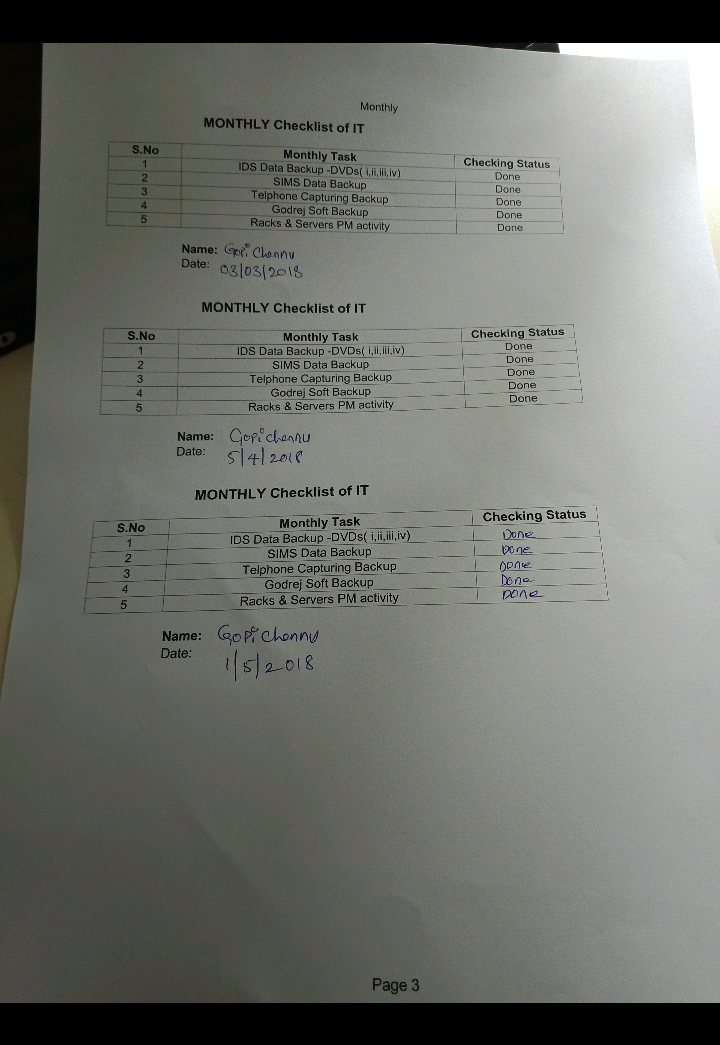 Monthly
MONTHLY Checklist of IT
S.No Monthly Task Checking Status
1 IDS Data Backup -DVDs( i,ii,iii,iv) Done
2 SIMS Data Backup Done
3 Telphone Capturing Backup Done
4 Godrej Soft Backup Done
5 Racks & Servers PM activity Done
Name: Gopi Chennu
Date: 03/03/2018
MONTHLY Checklist of IT
S.No Monthly Task Checking Status
1 IDS Data Backup -DVDs( i,ii,iii,iv) Done
2 SIMS Data Backup Done
3 Telphone Capturing Backup Done
4 Godrej Soft Backup Done
5 Racks & Servers PM activity Done
Name: Gopi chennu
Date: 5/4/2018
MONTHLY Checklist of IT
S.No Monthly Task Checking Status
1 IDS Data Backup -DVDs( i,ii,iii,iv) Done
2 SIMS Data Backup Done
3 Telphone Capturing Backup Done
4 Godrej Soft Backup Done
5 Racks & Servers PM activity Done
Name: Gopi Chennu
Date: 1/5/2018
Page 3